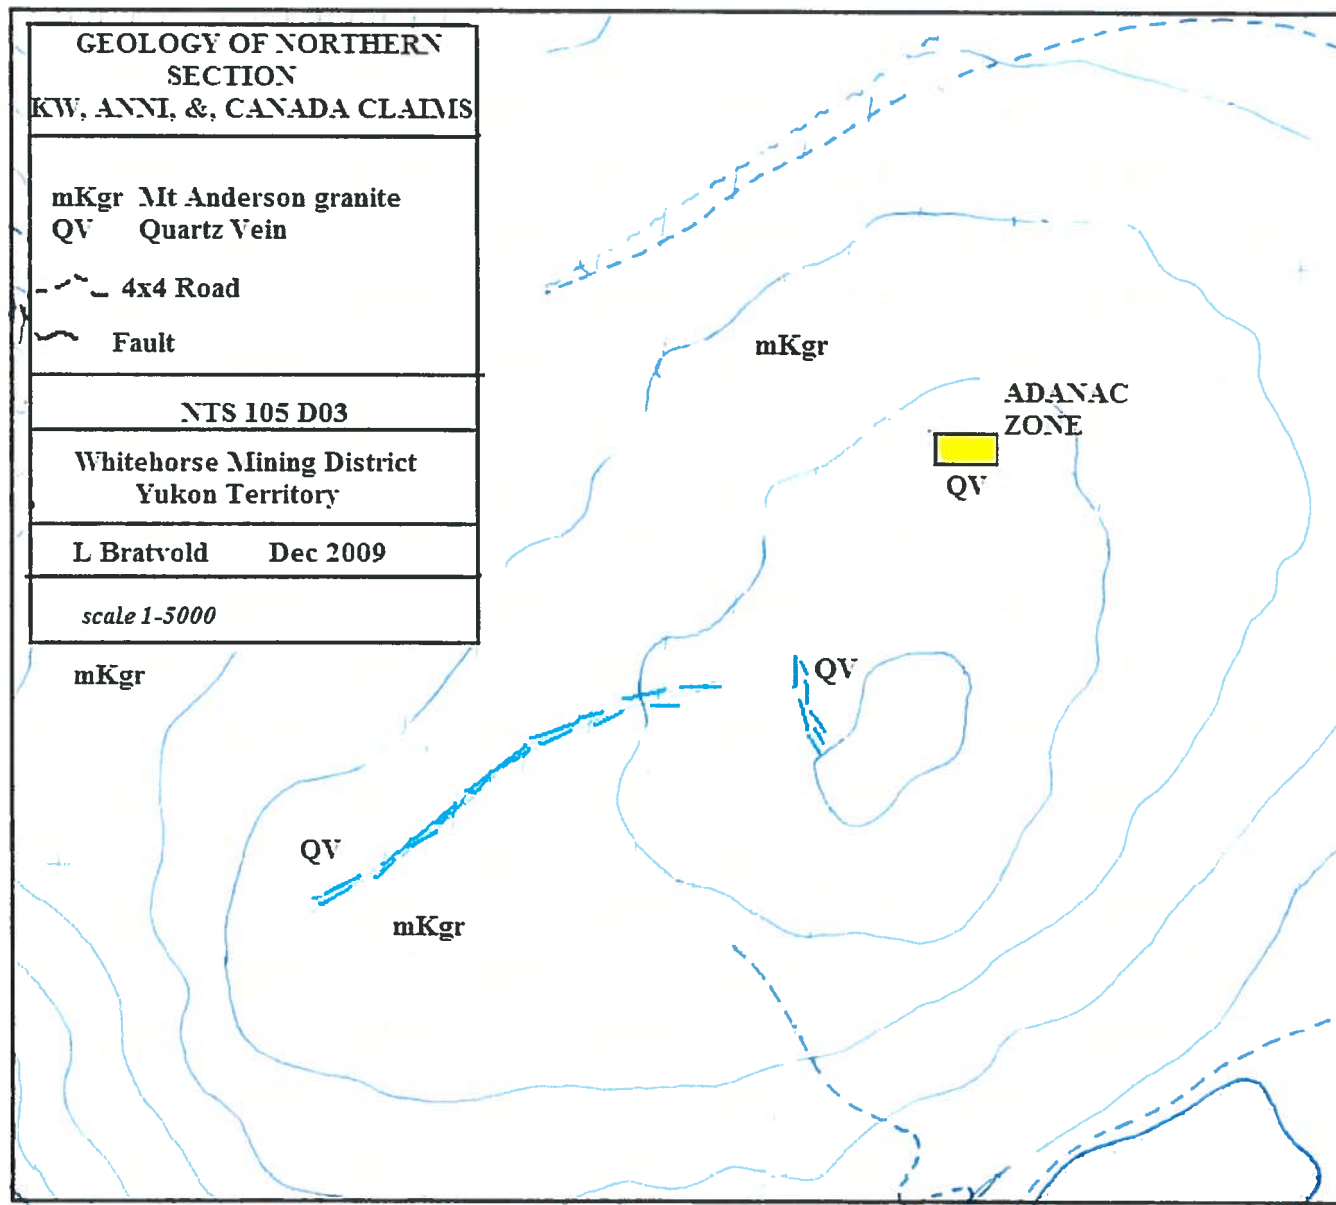 GEOLOGY OF NORTHERN
SECTION
KW, ANNI, &, CANADA CLAIMS
mKgr Mt Anderson granite
QV Quartz Vein
4x4 Road
Fault
NTS 105 D03
Whitehorse Mining District
Yukon Territory
L Bratvold Dec 2009
scale 1-5000
mKgr
mKgr
ADANAC
ZONE
QV
QV
QV
mKgr